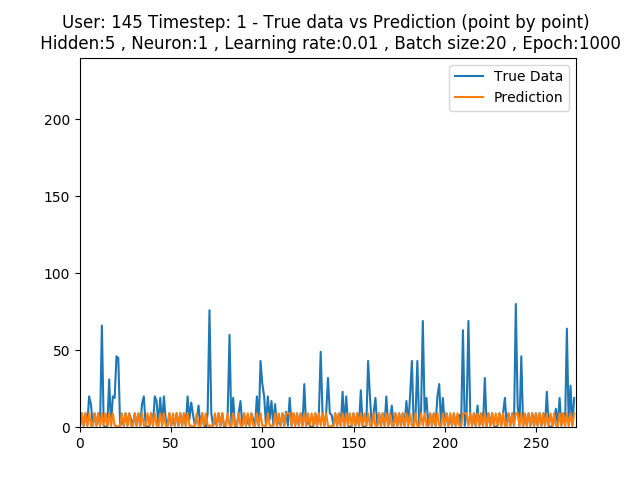 User: 145 Timestep: 1 - True data vs Prediction (point by point)
Hidden:5 , Neuron:1 , Learning rate:0.01 , Batch size:20 , Epoch:1000
True Data
Prediction
200
150
100
50
0
0 50 100 150 200 250